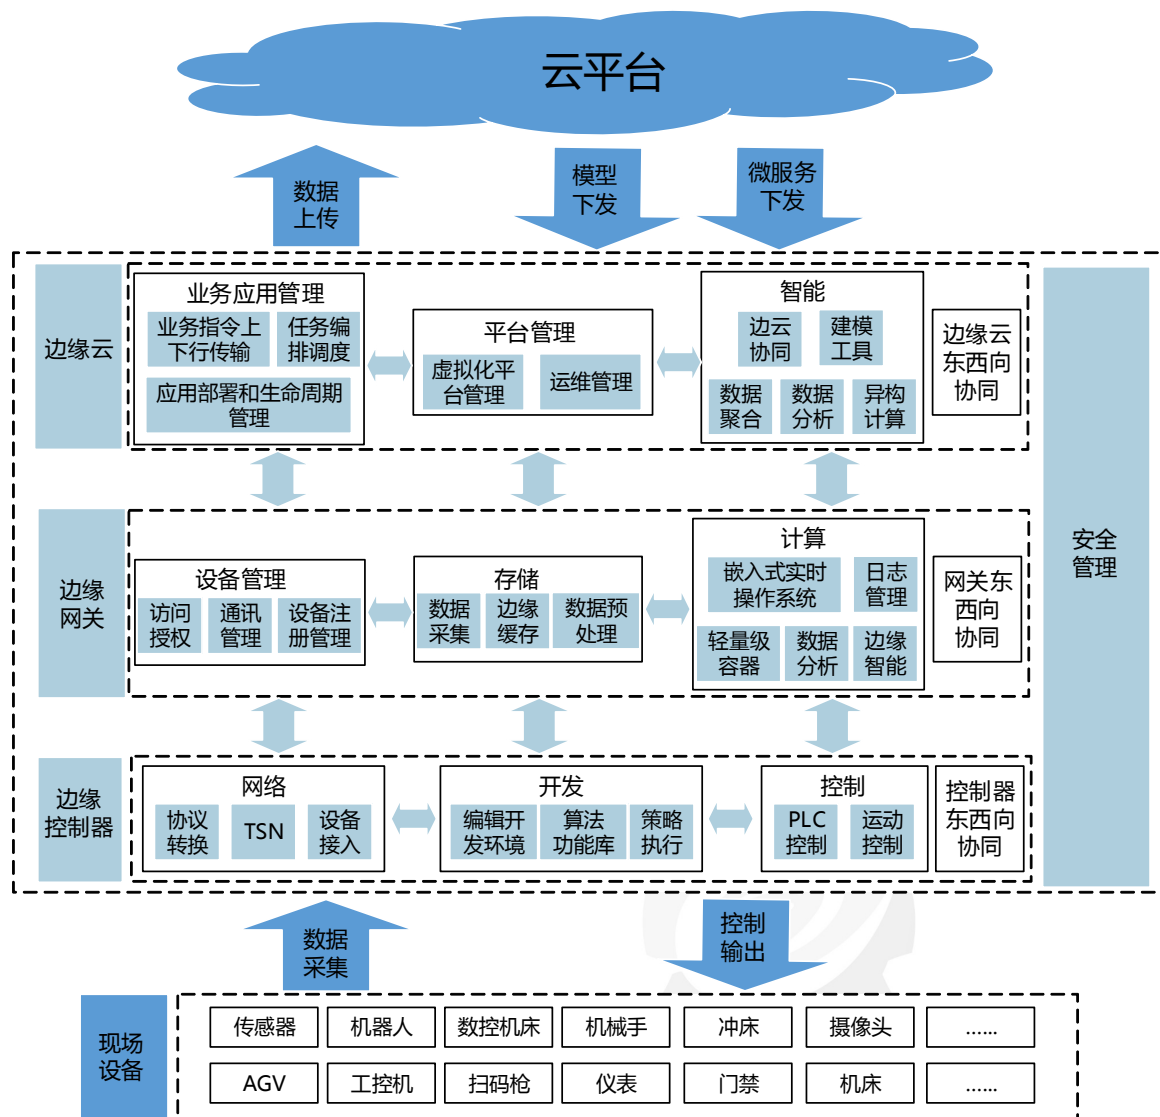 云平台
数据
上传
模型
下发
微服务
下发
边缘云
业务应用管理
业务指令上
下行传输
任务编
排调度
应用部署和生命周期
管理
平台管理
虚拟化平
台管理
运维管理
智能
边云
协同
建模
工具
数据
聚合
数据
分析
异构
计算
边缘云
东西向
协同
安全
管理
边缘
网关
设备管理
访问
授权
通讯
管理
设备注
册管理
存储
数据
采集
边缘
缓存
数据预
处理
计算
嵌入式实时
操作系统
日志
管理
轻量级
容器
数据
分析
边缘
智能
网关东
西向
协同
边缘
控制器
网络
协议
转换
TSN
设备
接入
开发
编辑开
发环境
算法
功能库
策略
执行
控制
PLC
控制
运动
控制
控制器
东西向
协同
数据
采集
控制
输出
现场
设备
传感器
机器人
数控机床
机械手
冲床
摄像头
......
AGV
工控机
扫码枪
仪表
门禁
机床
......